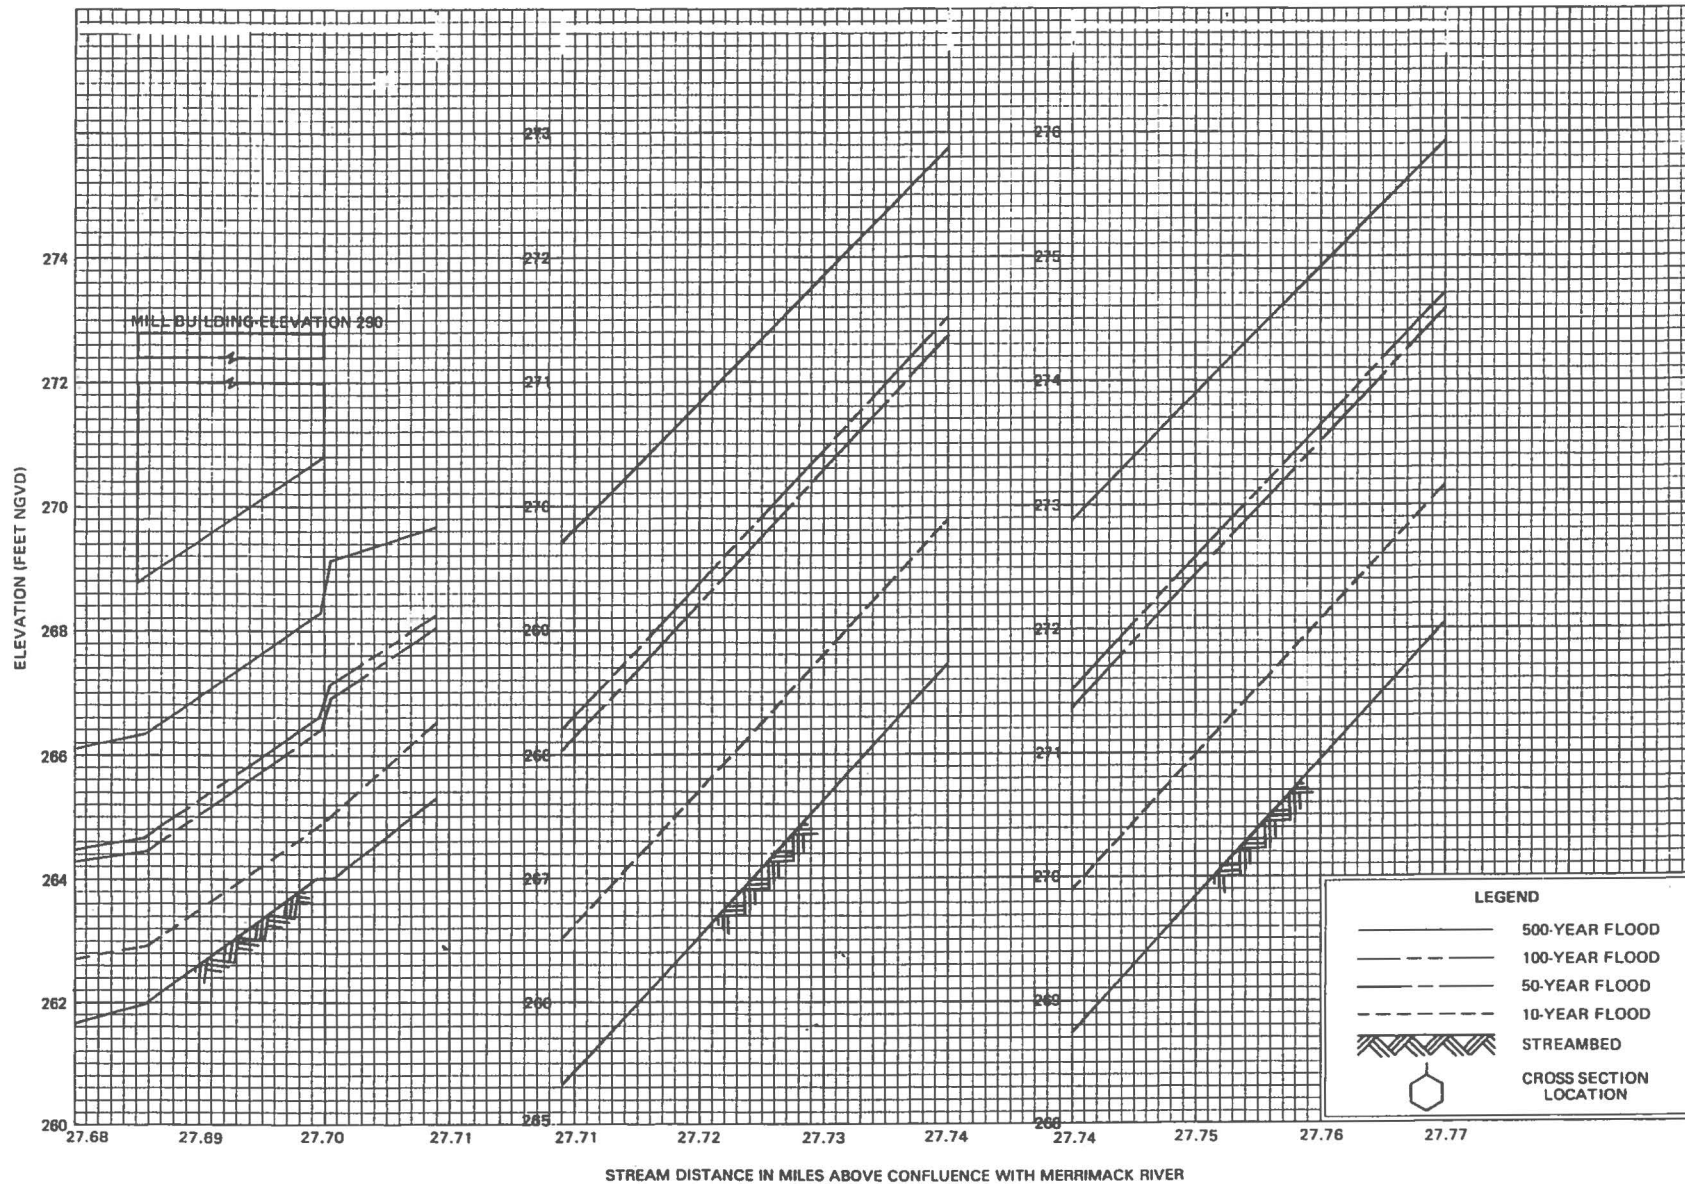 ELEVATION (FEET NGVD)
274
272
270
268
266
264
262
260
MILL BUILDING-ELEVATION 290
273
272
271
270
269
268
267
266
265
276
275
274
273
272
271
270
269
268
27.68 27.69 27.70 27.71 27.71 27.72 27.73 27.74 27.74 27.75 27.76 27.77
STREAM DISTANCE IN MILES ABOVE CONFLUENCE WITH MERRIMACK RIVER
LEGEND
500-YEAR FLOOD
100-YEAR FLOOD
50-YEAR FLOOD
10-YEAR FLOOD
STREAMBED
CROSS SECTION
LOCATION